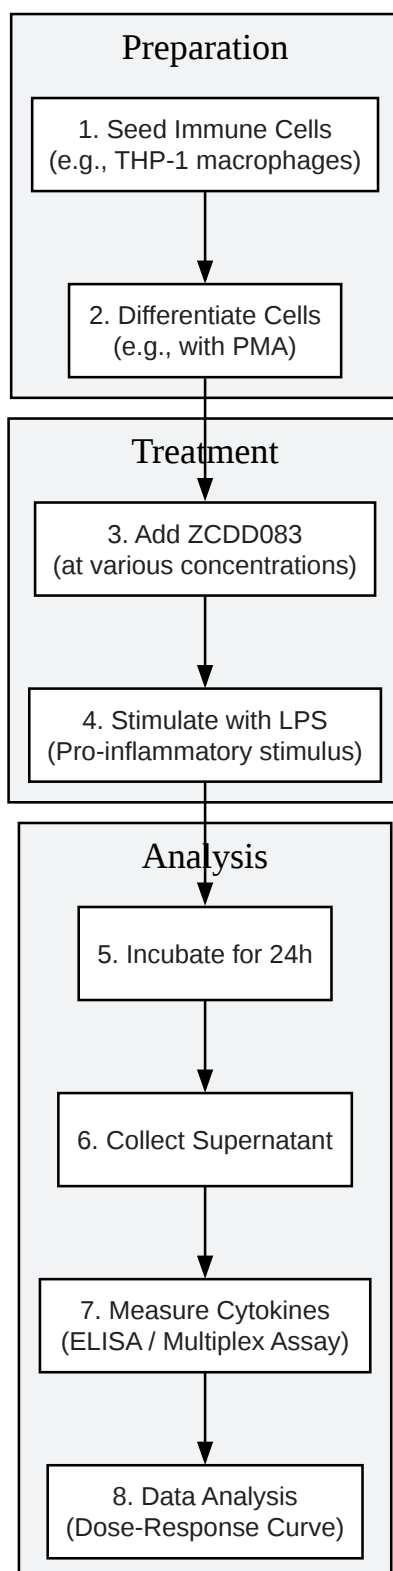 Preparation
1. Seed Immune Cells
(e.g., THP-1 macrophages)
2. Differentiate Cells
(e.g., with PMA)
Treatment
3. Add ZCDD083
(at various concentrations)
4. Stimulate with LPS
(Pro-inflammatory stimulus)
Analysis
5. Incubate for 24h
6. Collect Supernatant
7. Measure Cytokines
(ELISA / Multiplex Assay)
8. Data Analysis
(Dose-Response Curve)